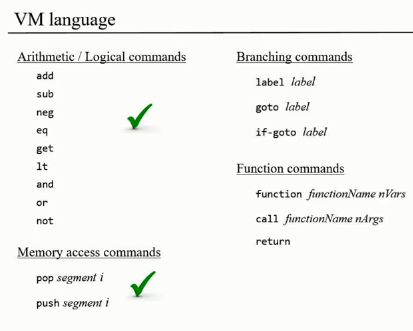 VM language
Arithmetic / Logical commands
add
sub
neg
eq
get
lt
and
or
not
Memory access commands
pop segment i
push segment i
Branching commands
label label
goto label
if-goto label
Function commands
function functionName nVars
call functionName nArgs
return